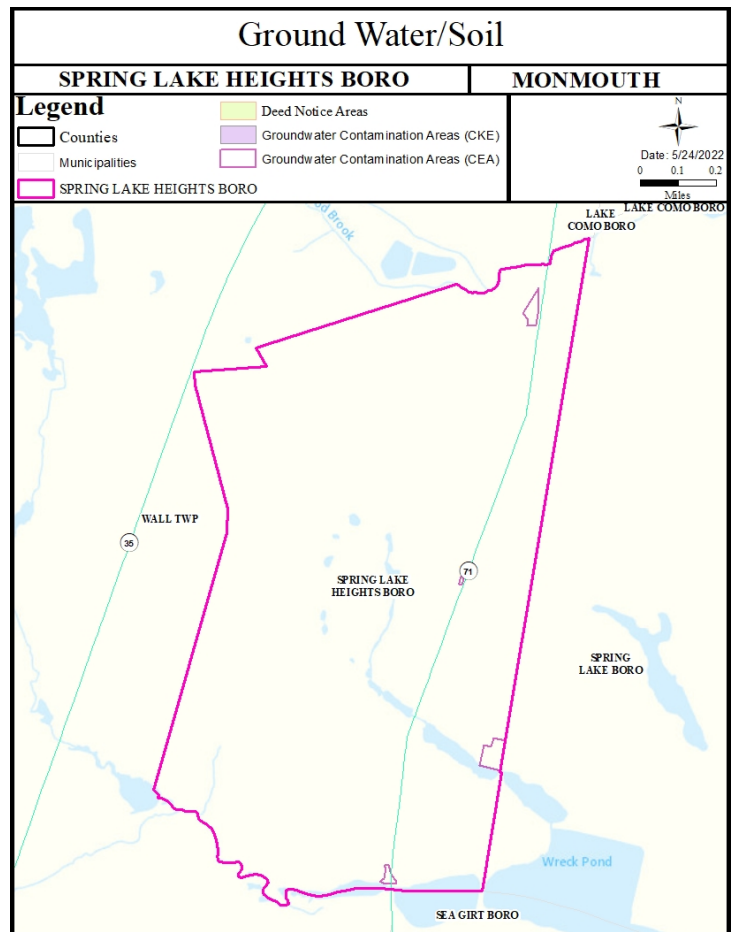 Ground Water/Soil
SPRING LAKE HEIGHTS BORO
MONMOUTH
Legend
Counties
Municipalities
SPRING LAKE HEIGHTS BORO
Deed Notice Areas
Groundwater Contamination Areas (CKE)
Groundwater Contamination Areas (CEA)
N
Date: 5/24/2022
0 0.1 0.2
Miles
LAKE COMO BORO
LAKE
COMO BORO
Brook
WALL TWP
35
71
SPRING LAKE
HEIGHTS BORO
SPRING
LAKE BORO
Wreck Pond
SEA GIRT BORO